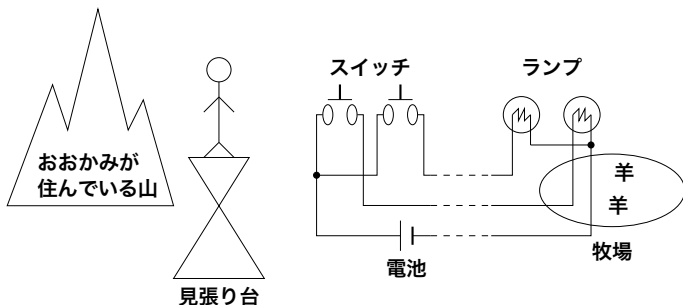 スイッチ
ランプ
おおかみが
住んでいる山
羊
羊
牧場
電池
見張り台